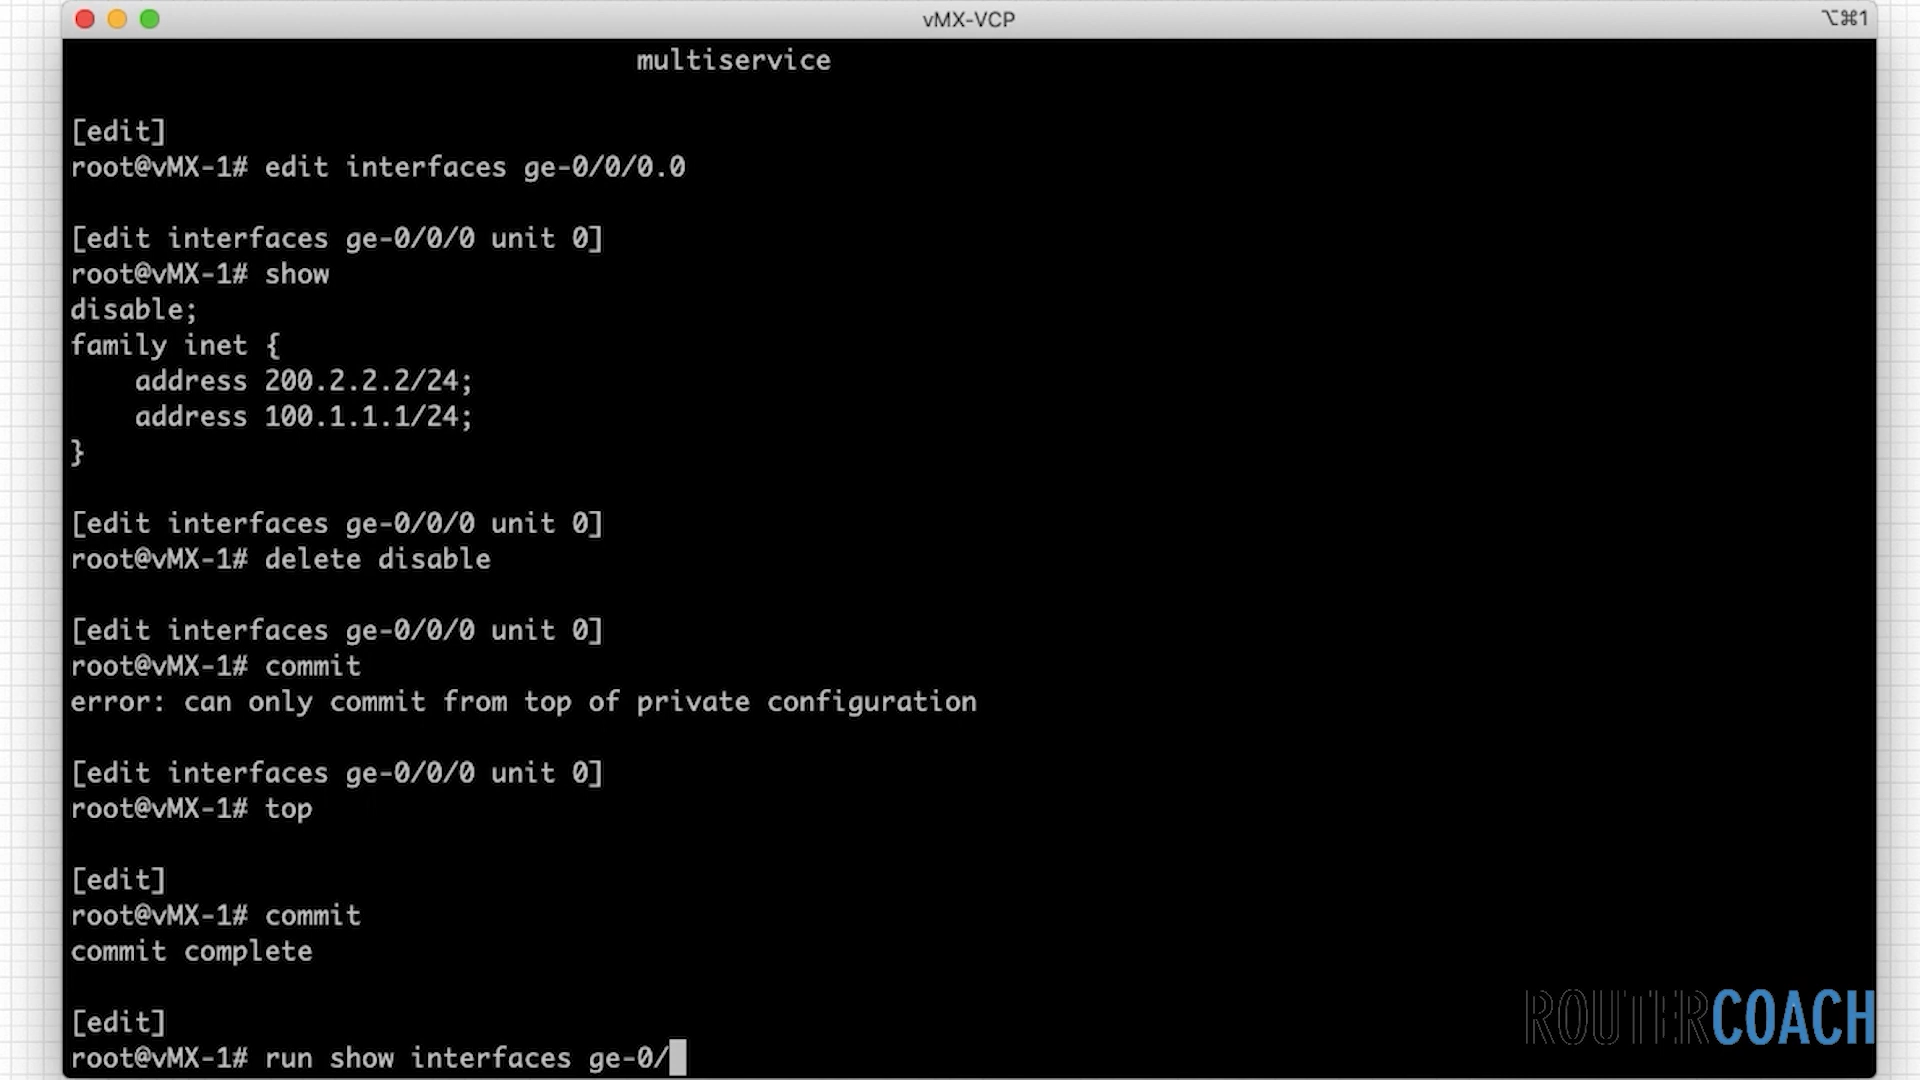 vMX-VCP
⌥⌘1
multiservice
[edit]
root@vMX-1# edit interfaces ge-0/0/0.0
[edit interfaces ge-0/0/0 unit 0]
root@vMX-1# show
disable;
family inet {
    address 200.2.2.2/24;
    address 100.1.1.1/24;
}
[edit interfaces ge-0/0/0 unit 0]
root@vMX-1# delete disable
[edit interfaces ge-0/0/0 unit 0]
root@vMX-1# commit
error: can only commit from top of private configuration
[edit interfaces ge-0/0/0 unit 0]
root@vMX-1# top
[edit]
root@vMX-1# commit
commit complete
[edit]
root@vMX-1# run show interfaces ge-0/
ROUTERCOACH